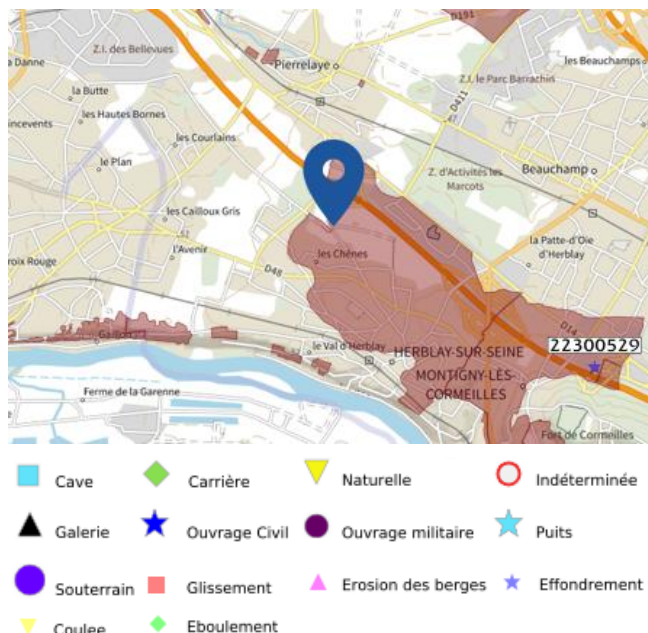 D191
Z.I. des Bellevues
a Danne
Pierrelaye
les Beauchamps
la Butte
Z.I. le Parc Barrachin
les Hautes Bornes
D411
incevents
les Courlains
le Plan
Z. d'Activités les
Marcots
Beauchamp
les Cailloux Gris
la Patte-d'Oie
d'Herblay
l'Avenir
roix Rouge
les Chênes
D48
D14
22300529
Gaillon
le Val d'Herblay
HERBLAY-SUR-SEINE
MONTIGNY-LÈS-
CORMEILLES
Ferme de la Garenne
Fort de Cormeilles
Cave
Carrière
Naturelle
Indéterminée
Galerie
Ouvrage Civil
Ouvrage militaire
Puits
Souterrain
Glissement
Erosion des berges
Effondrement
Coulee
Eboulement